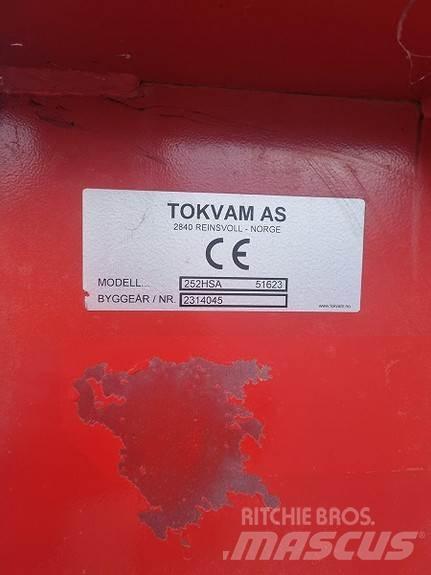 TOKVAM AS
2840 REINSVOLL - NORGE
CE
MODELL... 252HSA 51623
BYGGEAR / NR. 2314045
www.tokvam.no
RITCHIE BROS.
MASCUS